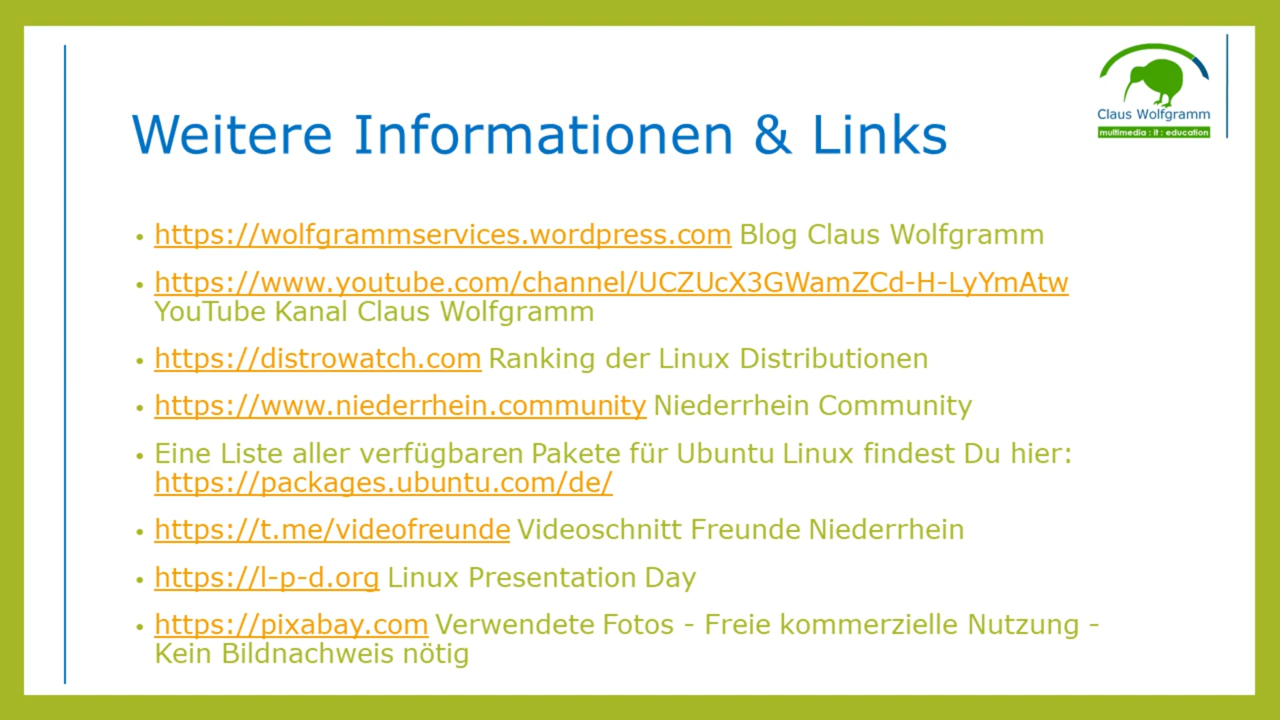 Claus Wolfgramm
multimedia : it : education
Weitere Informationen & Links
• https://wolfgrammservices.wordpress.com Blog Claus Wolfgramm
• https://www.youtube.com/channel/UCZUcX3GWamZCd-H-LyYmAtw
YouTube Kanal Claus Wolfgramm
• https://distrowatch.com Ranking der Linux Distributionen
• https://www.niederrhein.community Niederrhein Community
• Eine Liste aller verfügbaren Pakete für Ubuntu Linux findest Du hier:
https://packages.ubuntu.com/de/
• https://t.me/videofreunde Videoschnitt Freunde Niederrhein
• https://l-p-d.org Linux Presentation Day
• https://pixabay.com Verwendete Fotos - Freie kommerzielle Nutzung -
Kein Bildnachweis nötig